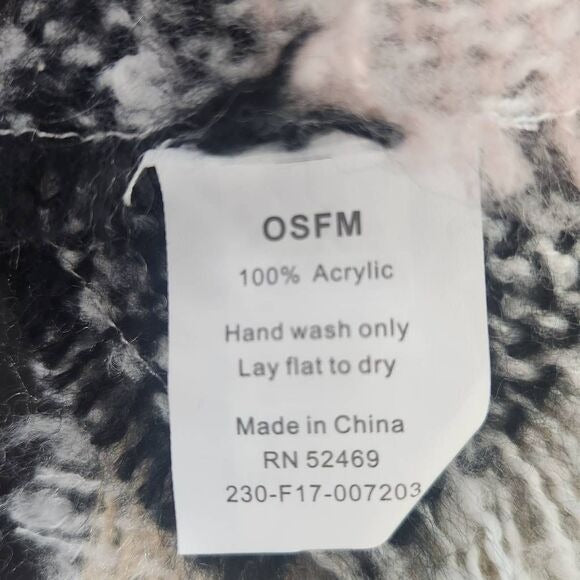 OSFM
100% Acrylic
Hand wash only
Lay flat to dry
Made in China
RN 52469
230-F17-007203